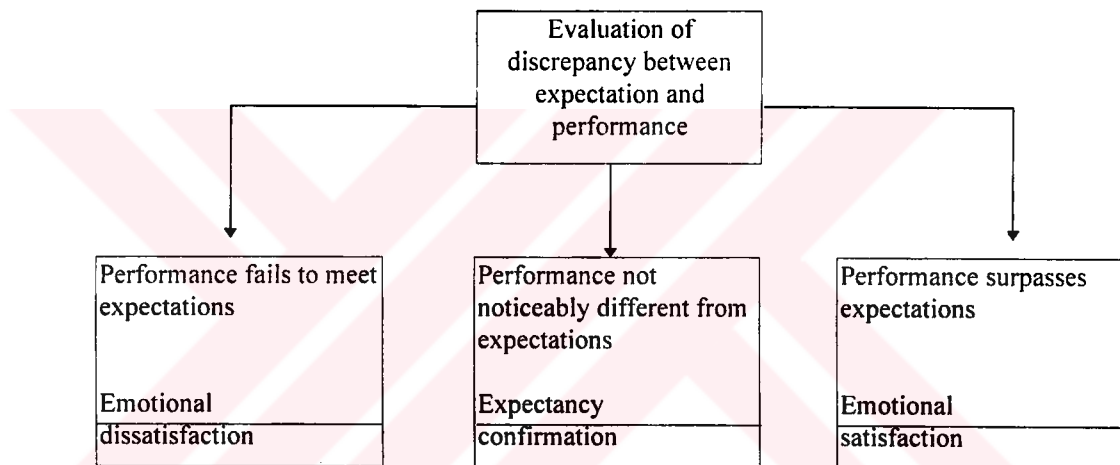 Evaluation of
discrepancy between
expectation and
performance
Performance fails to meet
expectations
Emotional
dissatisfaction
Performance not
noticeably different from
expectations
Expectancy
confirmation
Performance surpasses
expectations
Emotional
satisfaction